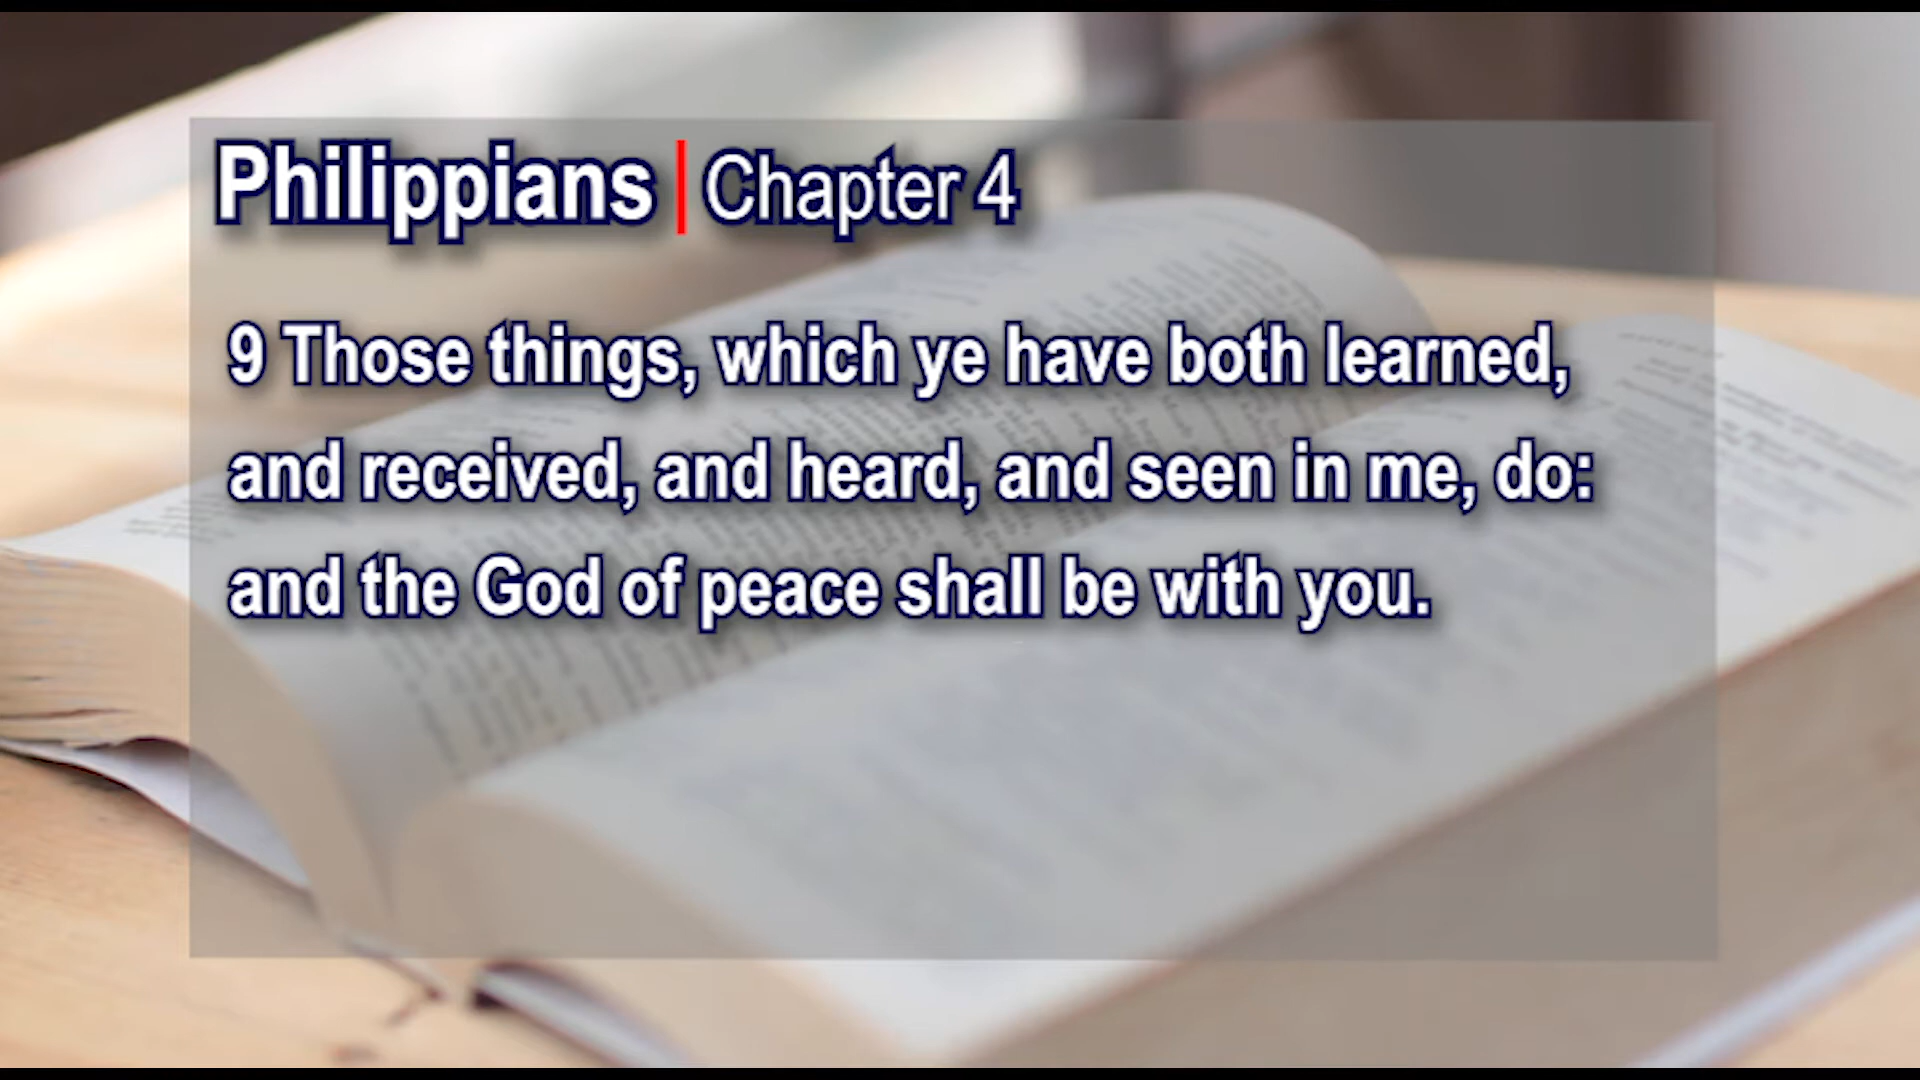 Philippians | Chapter 4
9 Those things, which ye have both learned,
and received, and heard, and seen in me, do:
and the God of peace shall be with you.